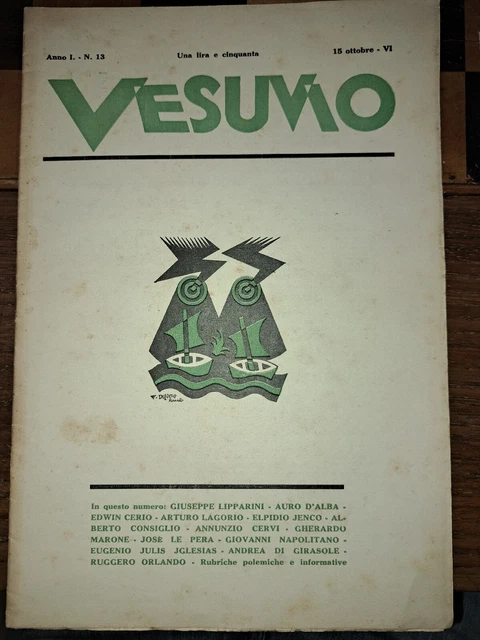 Anno I. - N. 13 Una lira e cinquanta 15 ottobre - VI
VESUVIO
In questo numero: GIUSEPPE LIPPARINI - AURO D'ALBA -
EDWIN CERIO - ARTURO LAGORIO - ELPIDIO JENCO - AL-
BERTO CONSIGLIO - ANNUNZIO CERVI - GHERARDO
MARONE - JOSÈ LE PERA - GIOVANNI NAPOLITANO -
EUGENIO JULIS JGLESIAS - ANDREA DI GIRASOLE -
RUGGERO ORLANDO - Rubriche polemiche e informative